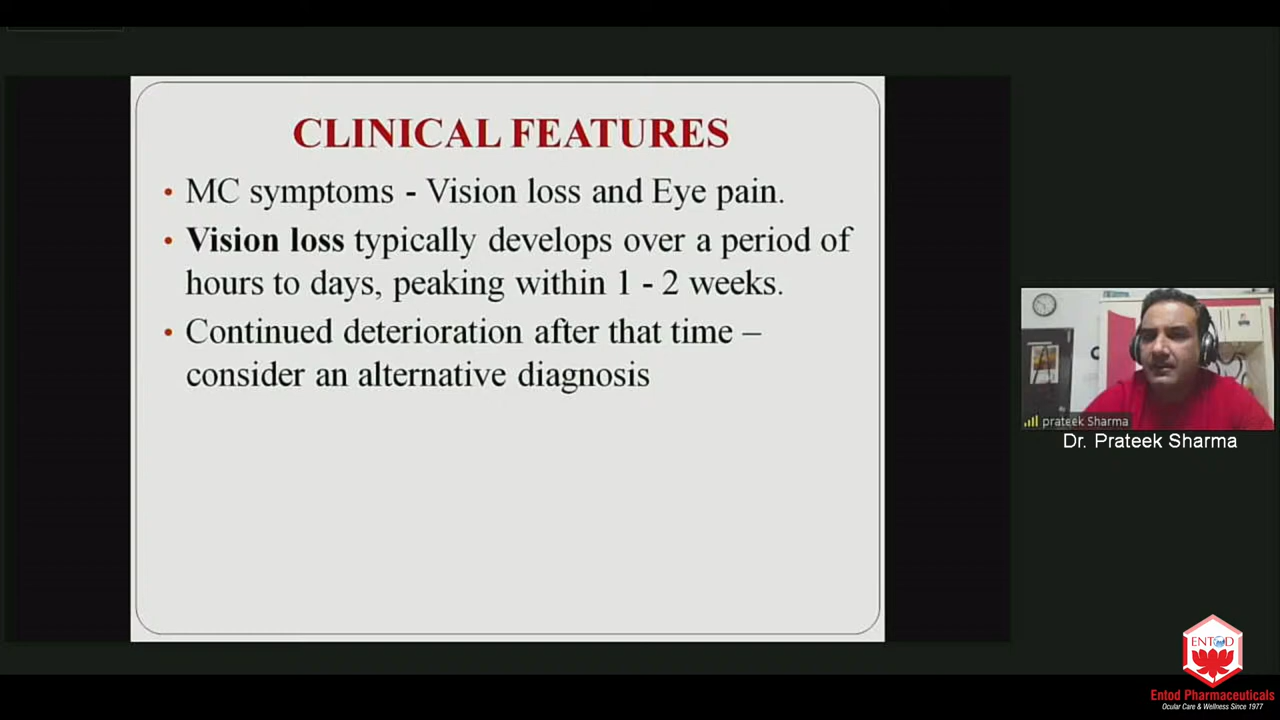 CLINICAL FEATURES
• MC symptoms - Vision loss and Eye pain.
• Vision loss typically develops over a period of
hours to days, peaking within 1 - 2 weeks.
• Continued deterioration after that time –
consider an alternative diagnosis
prateek Sharma
Dr. Prateek Sharma
ENTOD
Entod Pharmaceuticals
Ocular Care & Wellness Since 1977